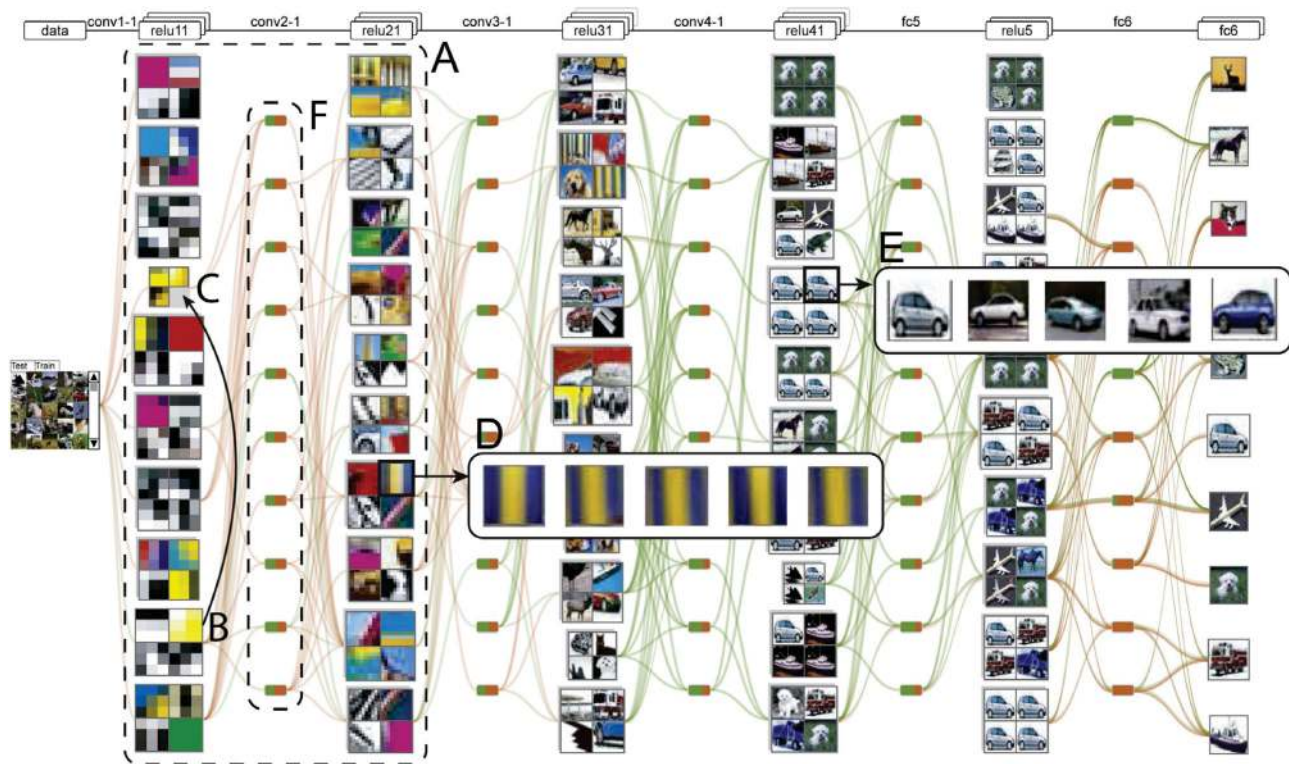 data conv1-1 relu11 conv2-1 relu21 conv3-1 relu31 conv4-1 relu41 fc5 relu5 fc6 fc6
A
F
C
E
Test Train
D
B